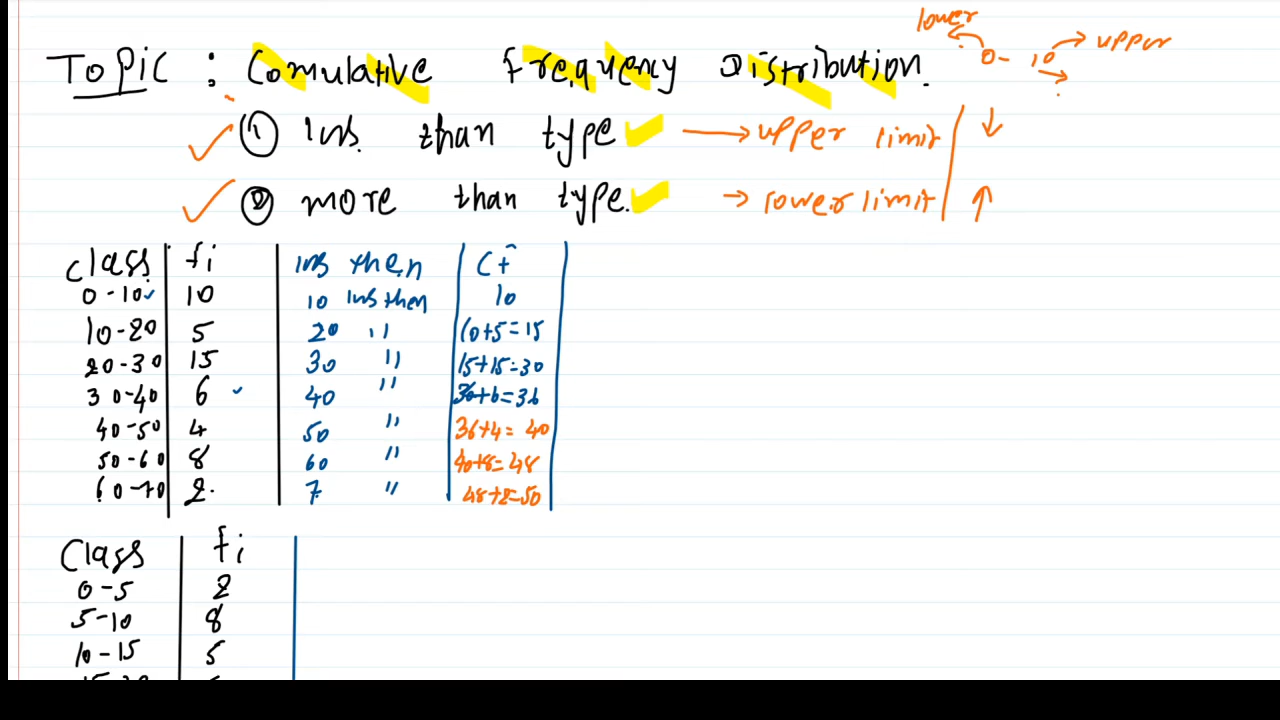 lower
0-10 → upper
Topic : Comulative frequency Distribution.
① less than type → upper limit / ↓
② more than type. → lower limit / ↑
class | fi | less then | cf
0-10 | 10 | 10 less then | 10
10-20 | 5 | 20 '' | 10+5=15
20-30 | 15 | 30 '' | 15+15=30
30-40 | 6 | 40 '' | 30+6=36
40-50 | 4 | 50 '' | 36+4=40
50-60 | 8 | 60 '' | 40+8=48
60-70 | 2 | 7 '' | 48+2=50
Class | fi
0-5 | 2
5-10 | 8
10-15 | 5